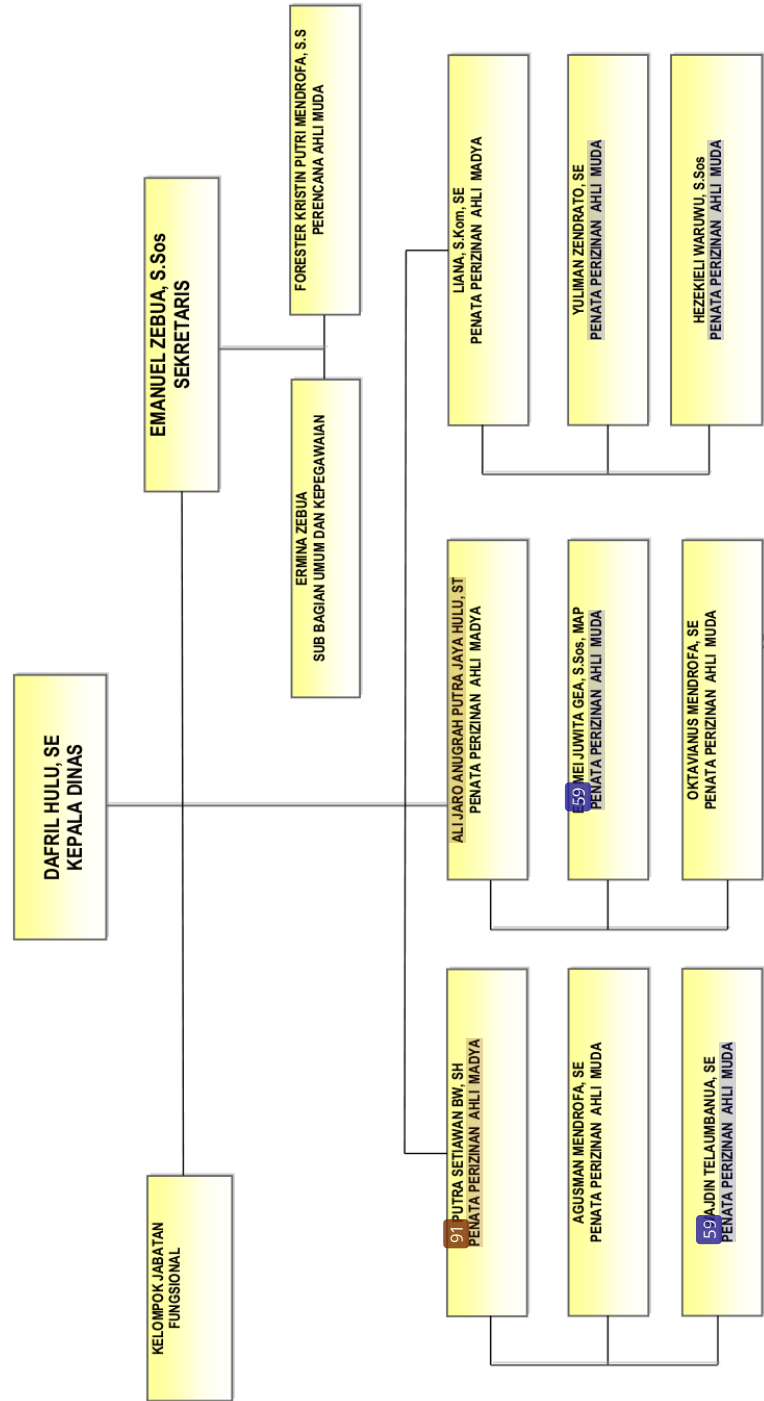 DAFRIL HULU, SE
KEPALA DINAS
KELOMPOK JABATAN
FUNGSIONAL
EMANUEL ZEBUA, S.Sos
SEKRETARIS
ERMINA ZEBUA
SUB BAGIAN UMUM DAN KEPEGAWAIAN
FORESTER KRISTIN PUTRI MENDROFA, S.S
PERENCANA AHLI MUDA
91 PUTRA SETIAWAN BW, SH
PENATA PERIZINAN AHLI MADYA
AGUSMAN MENDROFA, SE
PENATA PERIZINAN AHLI MUDA
59 AJDIN TELAUMBANUA, SE
PENATA PERIZINAN AHLI MUDA
ALI JARO ANUGRAH PUTRA JAYA HULU, ST
PENATA PERIZINAN AHLI MADYA
59 MEI JUWITA GEA, S.Sos, MAP
PENATA PERIZINAN AHLI MUDA
OKTAVIANUS MENDROFA, SE
PENATA PERIZINAN AHLI MUDA
LIANA, S.Kom, SE
PENATA PERIZINAN AHLI MADYA
YULIMAN ZENDRATO, SE
PENATA PERIZINAN AHLI MUDA
HEZEKIELI WARUWU, S.Sos
PENATA PERIZINAN AHLI MUDA